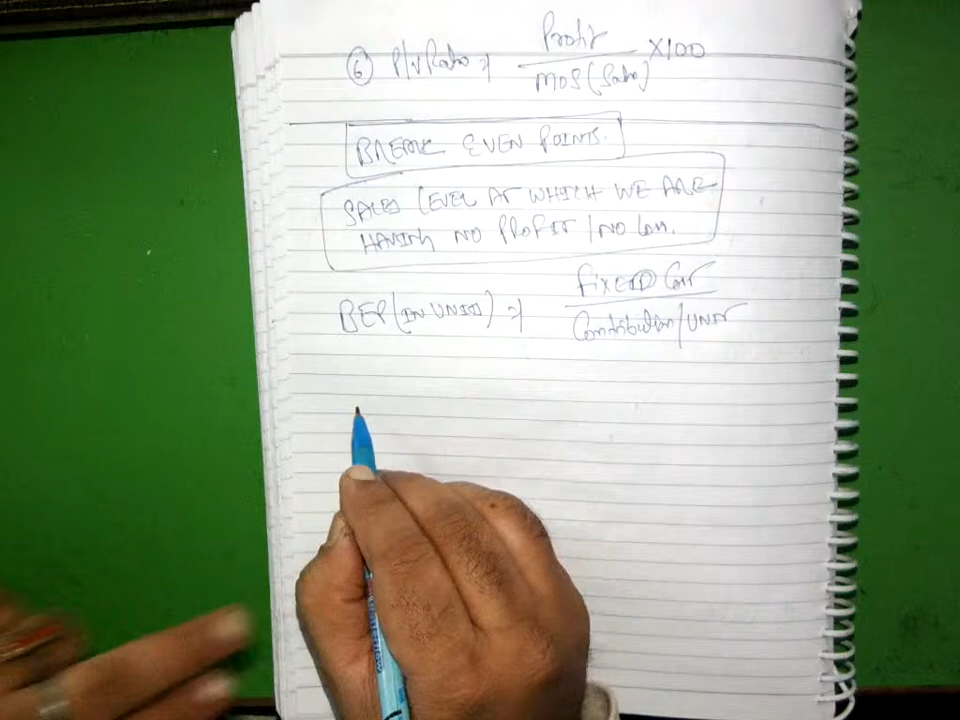 ⑥ P/V Ratio ⇒ Profit / MOS (Sales) X100
BREAK EVEN POINTS.
SALES LEVEL AT WHICH WE ARE
HAVING NO PROFIT / NO Loss.
BEP (IN UNITS) ⇒ FIXED Cost / Contribution/UNIT